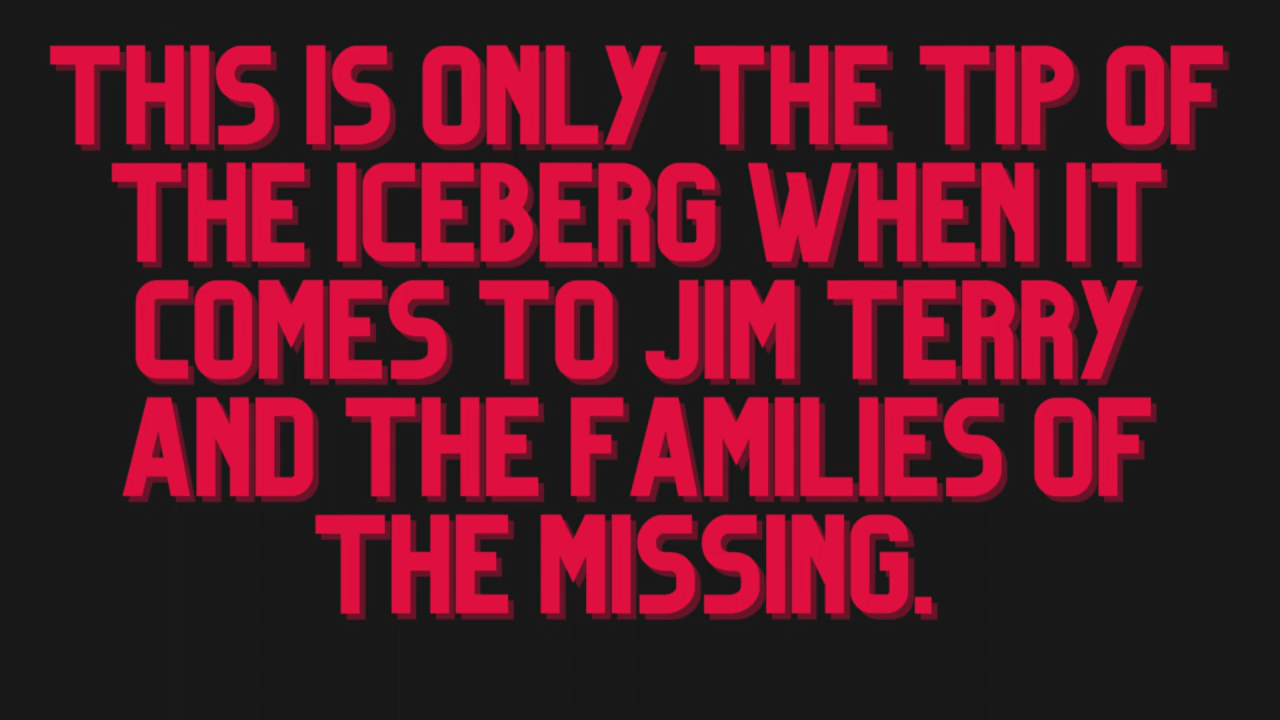 THIS IS ONLY THE TIP OF
THE ICEBERG WHEN IT
COMES TO JIM TERRY
AND THE FAMILIES OF
THE MISSING.